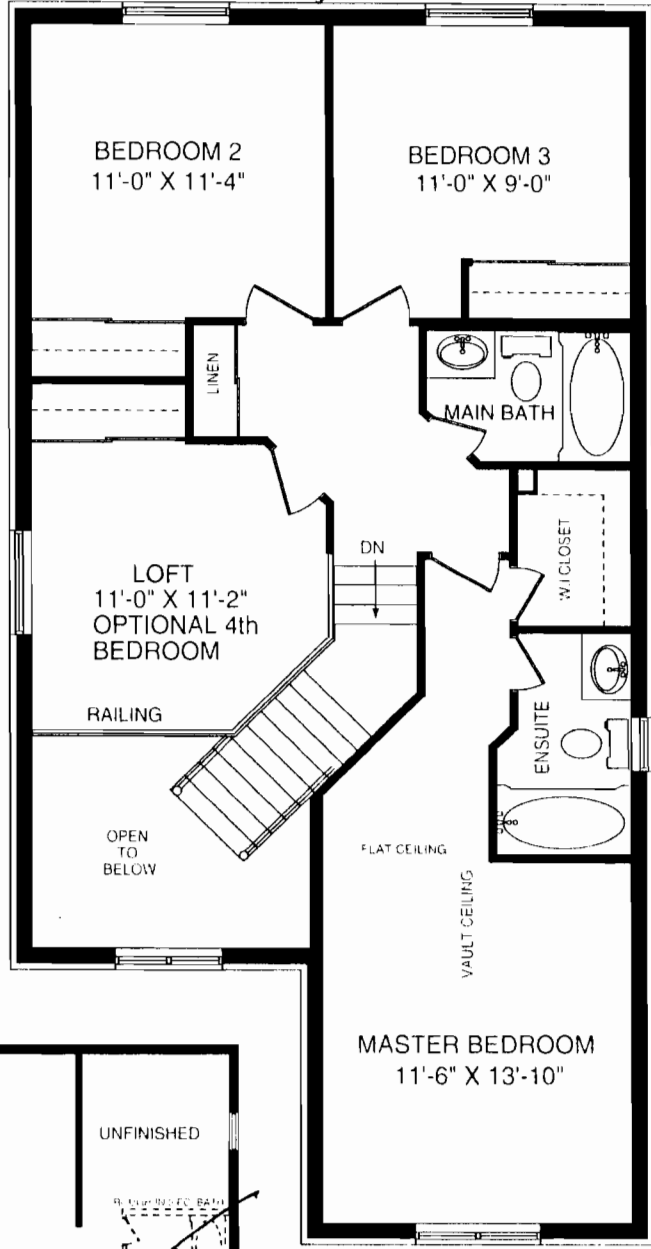 BEDROOM 2
11'-0" X 11'-4"
BEDROOM 3
11'-0" X 9'-0"
LINEN
MAIN BATH
DN
W.I CLOSET
LOFT
11'-0" X 11'-2"
OPTIONAL 4th
BEDROOM
RAILING
ENSUITE
OPEN
TO
BELOW
FLAT CEILING
VAULT CEILING
MASTER BEDROOM
11'-6" X 13'-10"
UNFINISHED
BATH